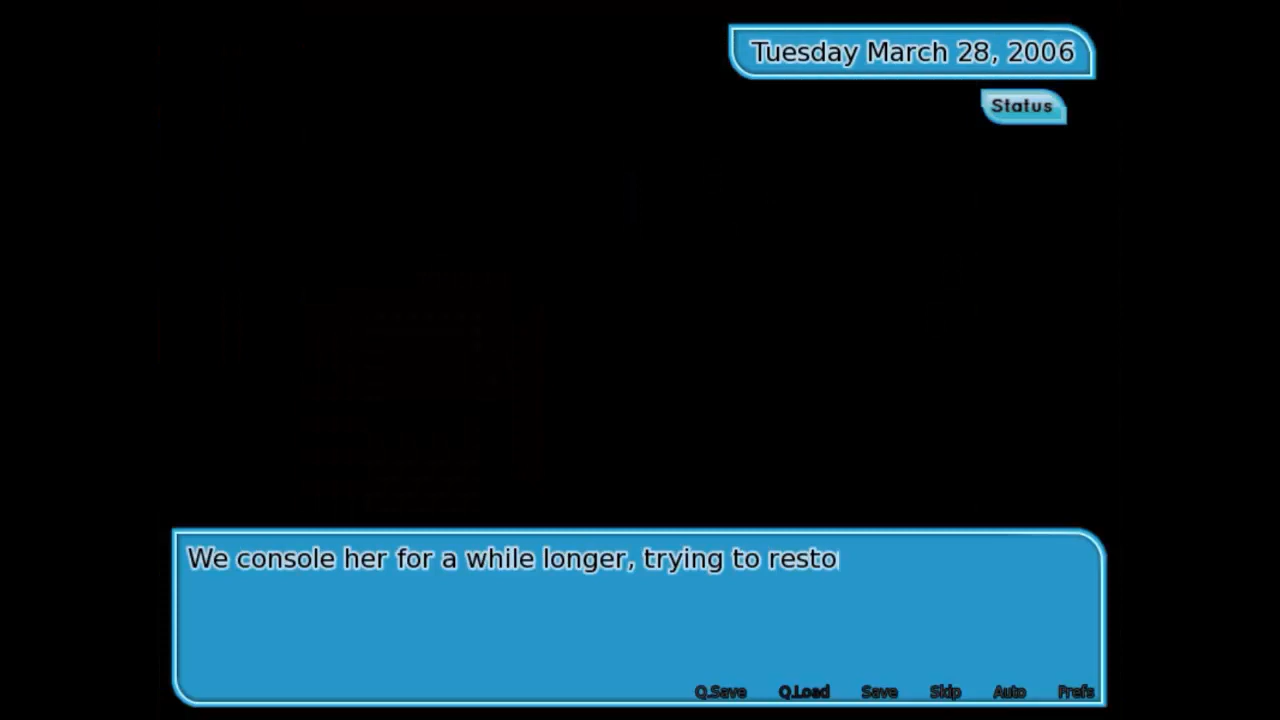 Tuesday March 28, 2006
Status
We console her for a while longer, trying to resto
Q.Save Q.Load Save Skip Auto Prefs